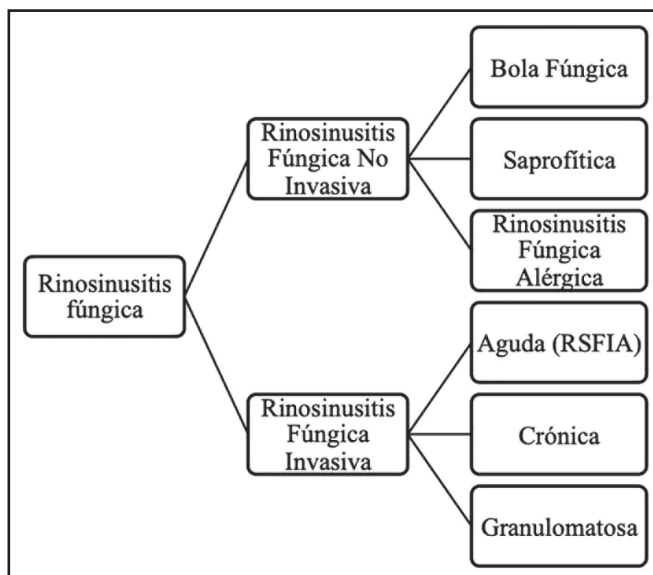 Rinosinusitis
fúngica
Rinosinusitis
Fúngica No
Invasiva
Bola Fúngica
Saprofítica
Rinosinusitis
Fúngica
Alérgica
Rinosinusitis
Fúngica
Invasiva
Aguda (RSFIA)
Crónica
Granulomatosa